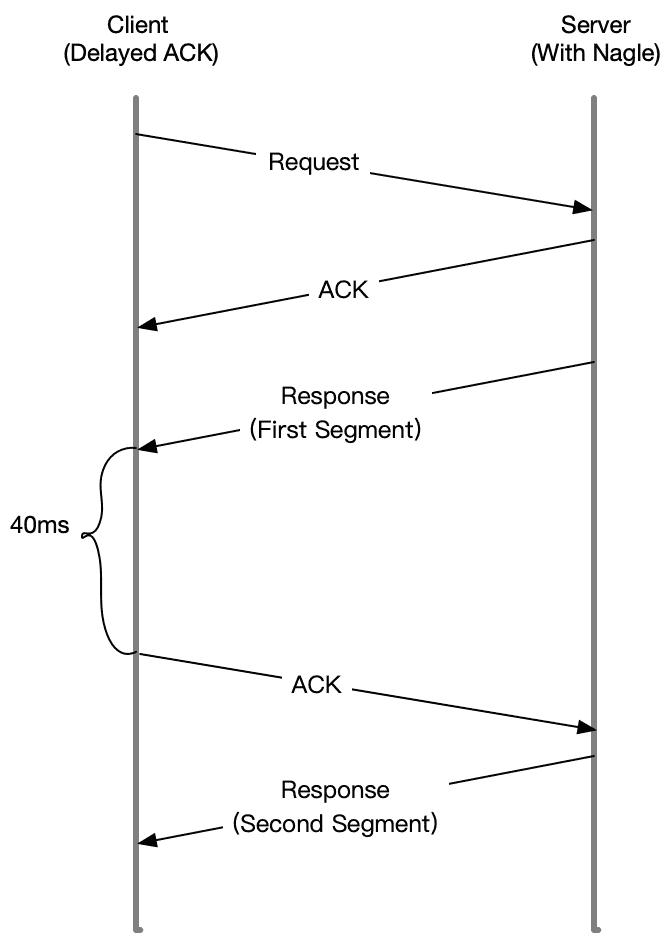 Client
(Delayed ACK)
Server
(With Nagle)
Request
ACK
Response
(First Segment)
40ms
ACK
Response
(Second Segment)